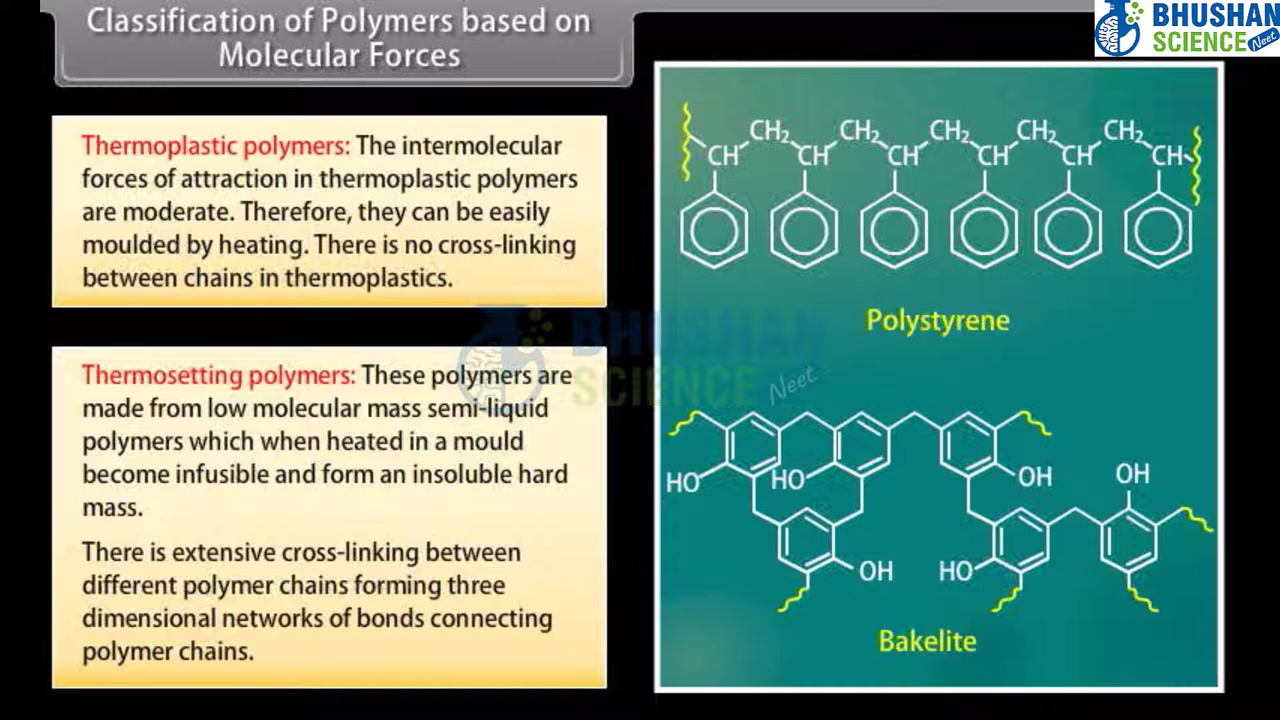 Classification of Polymers based on
Molecular Forces
BHUSHAN
SCIENCE Neet
Thermoplastic polymers: The intermolecular
forces of attraction in thermoplastic polymers
are moderate. Therefore, they can be easily
moulded by heating. There is no cross-linking
between chains in thermoplastics.
Thermosetting polymers: These polymers are
made from low molecular mass semi-liquid
polymers which when heated in a mould
become infusible and form an insoluble hard
mass.
There is extensive cross-linking between
different polymer chains forming three
dimensional networks of bonds connecting
polymer chains.
BHUSHAN
SCIENCE Neet
CH₂ CH₂ CH₂ CH₂ CH₂
CH CH CH CH CH CH
Polystyrene
HO HO OH OH
OH HO
Bakelite